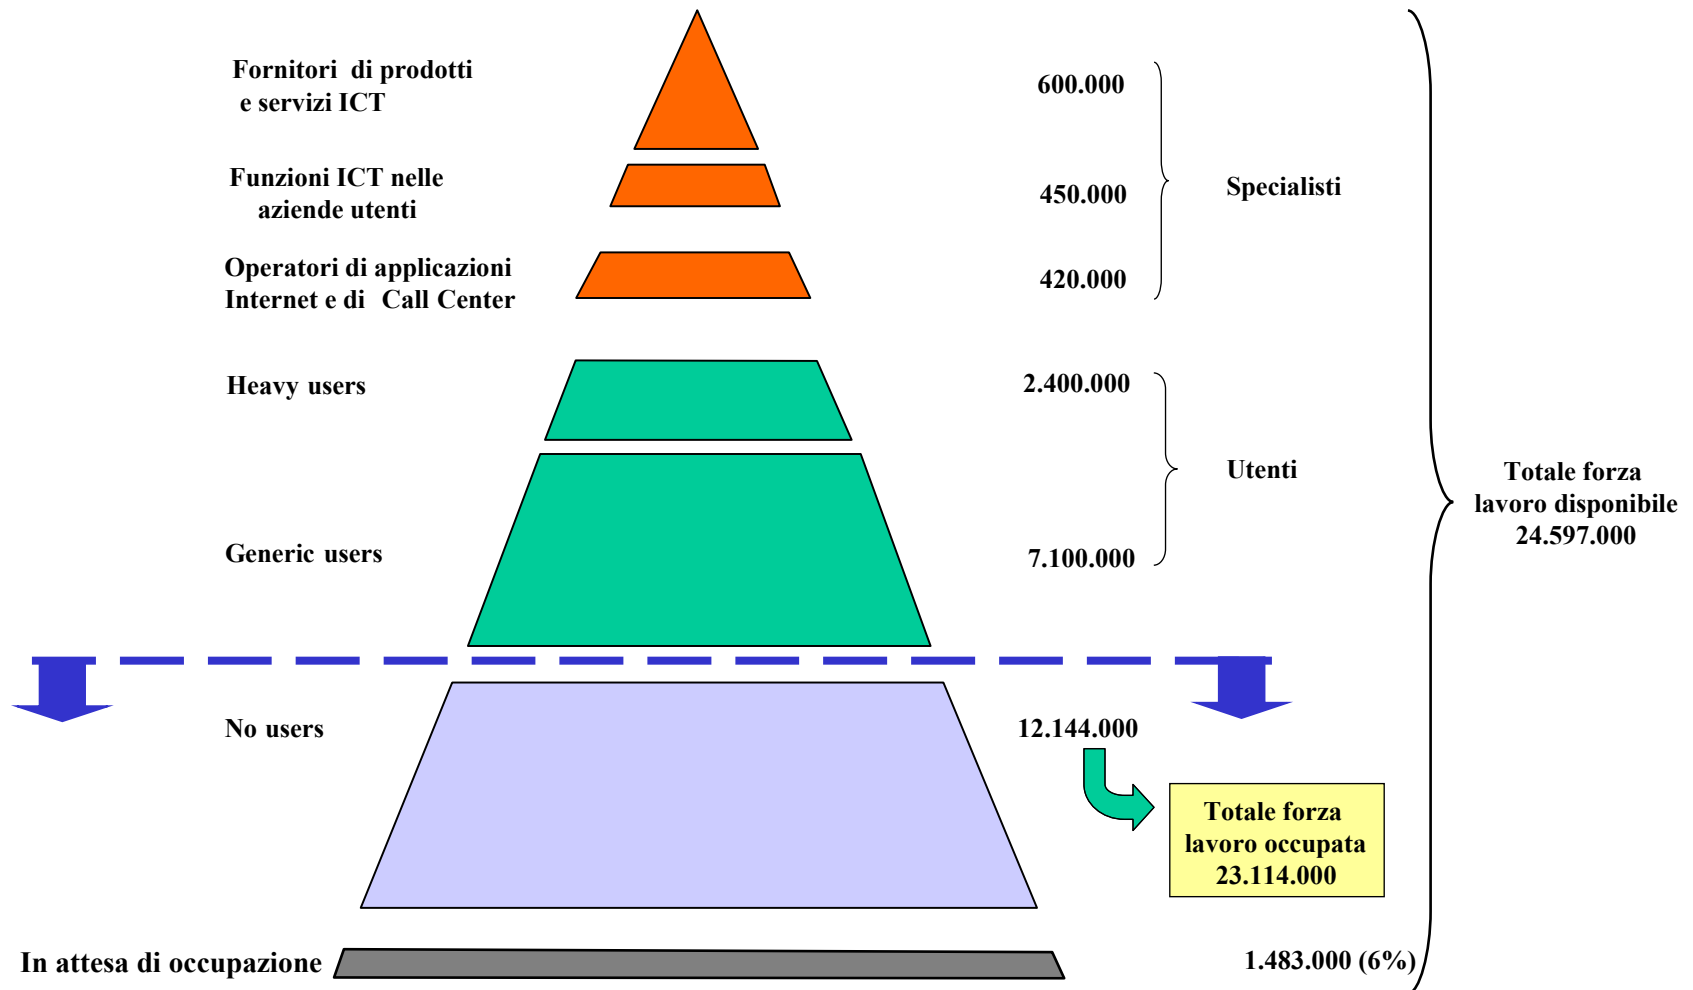 Fornitori di prodotti
e servizi ICT
600.000
Funzioni ICT nelle
aziende utenti
450.000
Specialisti
Operatori di applicazioni
Internet e di Call Center
420.000
Heavy users
2.400.000
Utenti
Generic users
7.100.000
Totale forza
lavoro disponibile
24.597.000
No users
12.144.000
Totale forza
lavoro occupata
23.114.000
In attesa di occupazione
1.483.000 (6%)